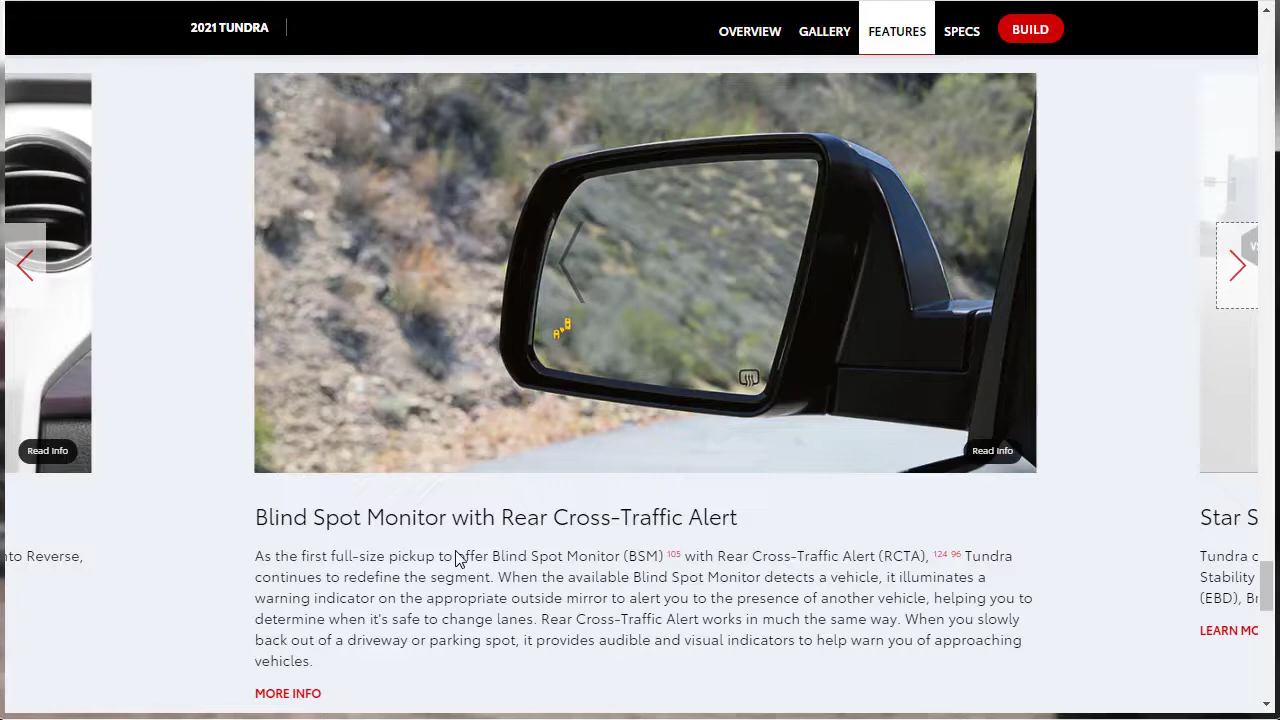 2021 TUNDRA
OVERVIEW
GALLERY
FEATURES
SPECS
BUILD
VS
Read Info
Read Info
Blind Spot Monitor with Rear Cross-Traffic Alert
As the first full-size pickup to offer Blind Spot Monitor (BSM) 105 with Rear Cross-Traffic Alert (RCTA), 124 96 Tundra
continues to redefine the segment. When the available Blind Spot Monitor detects a vehicle, it illuminates a
warning indicator on the appropriate outside mirror to alert you to the presence of another vehicle, helping you to
determine when it's safe to change lanes. Rear Cross-Traffic Alert works in much the same way. When you slowly
back out of a driveway or parking spot, it provides audible and visual indicators to help warn you of approaching
vehicles.
MORE INFO
nto Reverse,
Star S
Tundra c
Stability
(EBD), Br
LEARN MO